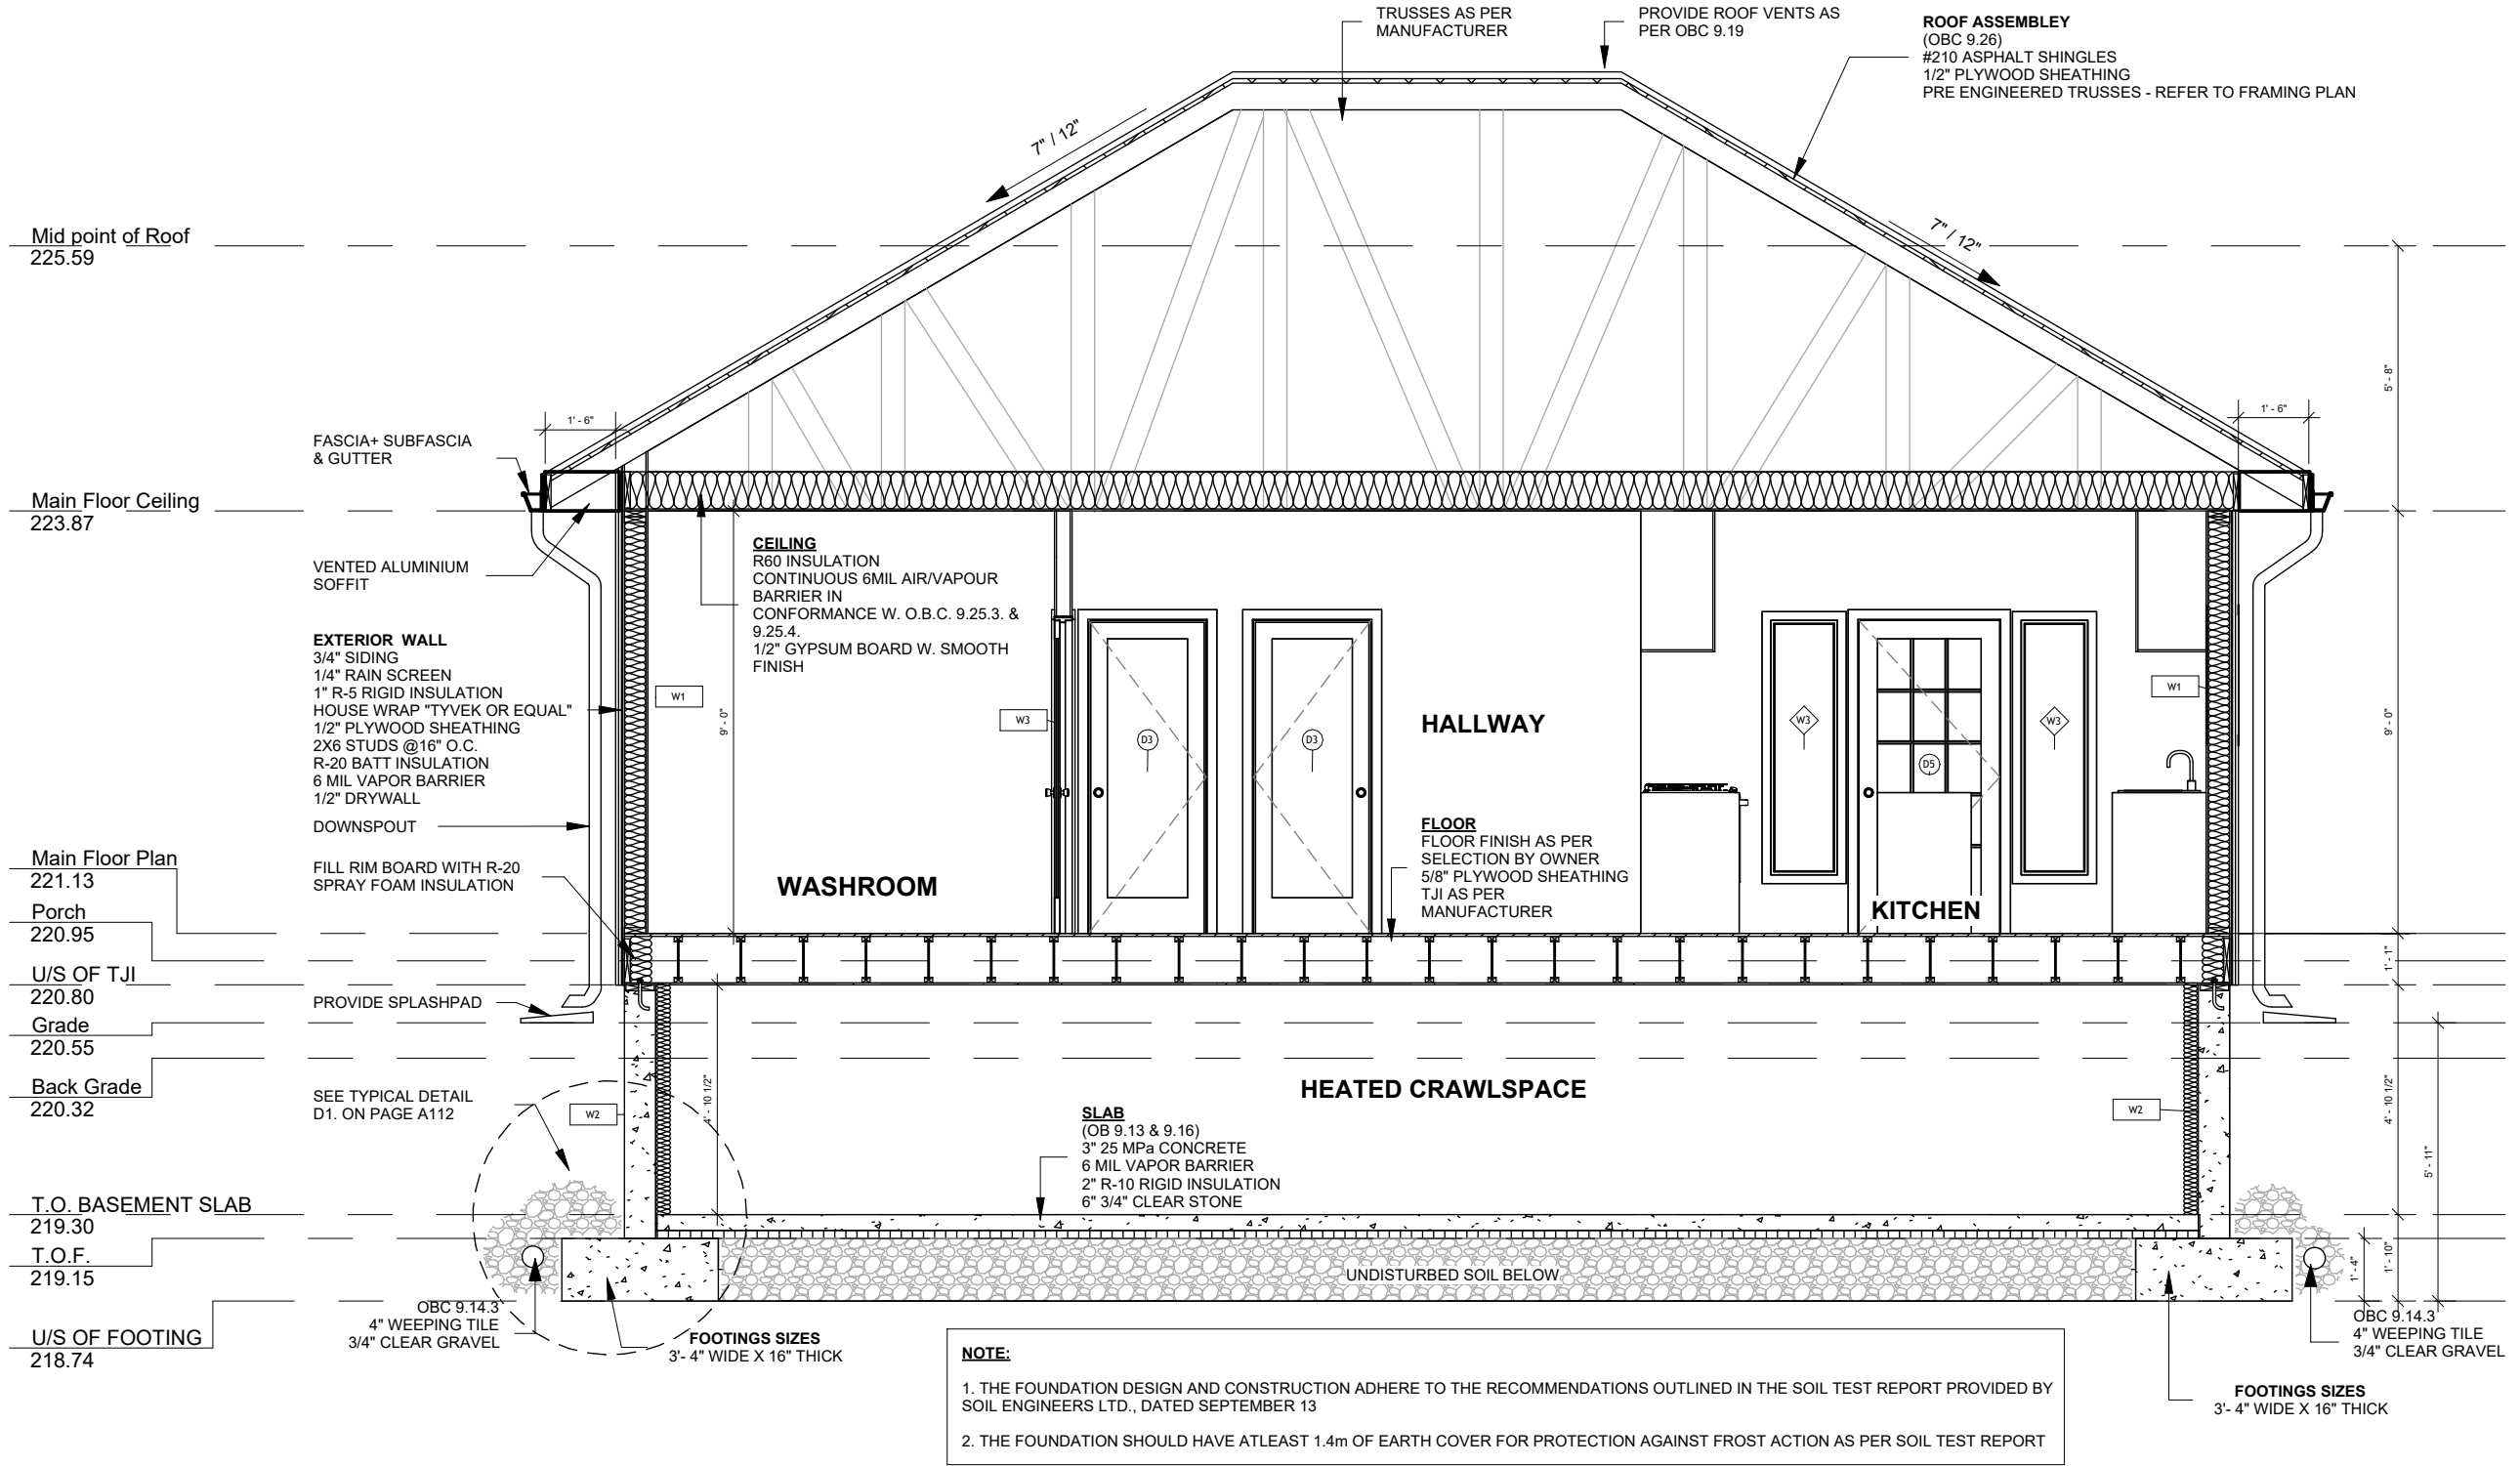 TRUSSES AS PER
MANUFACTURER
PROVIDE ROOF VENTS AS
PER OBC 9.19
ROOF ASSEMBLEY
(OBC 9.26)
#210 ASPHALT SHINGLES
1/2" PLYWOOD SHEATHING
PRE ENGINEERED TRUSSES - REFER TO FRAMING PLAN
7" / 12"
7" / 12"
Mid point of Roof
225.59
5' - 8"
1' - 6"
1' - 6"
FASCIA+ SUBFASCIA
& GUTTER
Main Floor Ceiling
223.87
VENTED ALUMINIUM
SOFFIT
CEILING
R60 INSULATION
CONTINUOUS 6MIL AIR/VAPOUR
BARRIER IN
CONFORMANCE W. O.B.C. 9.25.3. &
9.25.4.
1/2" GYPSUM BOARD W. SMOOTH
FINISH
EXTERIOR WALL
3/4" SIDING
1/4" RAIN SCREEN
1" R-5 RIGID INSULATION
HOUSE WRAP "TYVEK OR EQUAL"
1/2" PLYWOOD SHEATHING
2X6 STUDS @16" O.C.
R-20 BATT INSULATION
6 MIL VAPOR BARRIER
1/2" DRYWALL
W1
9' - 0"
W3
D3
D3
HALLWAY
W3
D5
W3
W1
9' - 0"
DOWNSPOUT
FILL RIM BOARD WITH R-20
SPRAY FOAM INSULATION
WASHROOM
FLOOR
FLOOR FINISH AS PER
SELECTION BY OWNER
5/8" PLYWOOD SHEATHING
TJI AS PER
MANUFACTURER
KITCHEN
Main Floor Plan
221.13
Porch
220.95
U/S OF TJI
220.80
1' - 1"
PROVIDE SPLASHPAD
Grade
220.55
Back Grade
220.32
SEE TYPICAL DETAIL
D1. ON PAGE A112
W2
4' - 10 1/2"
HEATED CRAWLSPACE
SLAB
(OB 9.13 & 9.16)
3" 25 MPa CONCRETE
6 MIL VAPOR BARRIER
2" R-10 RIGID INSULATION
6" 3/4" CLEAR STONE
W2
4' - 10 1/2"
5' - 11"
T.O. BASEMENT SLAB
219.30
T.O.F.
219.15
U/S OF FOOTING
218.74
UNDISTURBED SOIL BELOW
1' - 4"
1' - 10"
OBC 9.14.3
4" WEEPING TILE
3/4" CLEAR GRAVEL
FOOTINGS SIZES
3'- 4" WIDE X 16" THICK
OBC 9.14.3
4" WEEPING TILE
3/4" CLEAR GRAVEL
FOOTINGS SIZES
3'- 4" WIDE X 16" THICK
NOTE:
1. THE FOUNDATION DESIGN AND CONSTRUCTION ADHERE TO THE RECOMMENDATIONS OUTLINED IN THE SOIL TEST REPORT PROVIDED BY
SOIL ENGINEERS LTD., DATED SEPTEMBER 13
2. THE FOUNDATION SHOULD HAVE ATLEAST 1.4m OF EARTH COVER FOR PROTECTION AGAINST FROST ACTION AS PER SOIL TEST REPORT